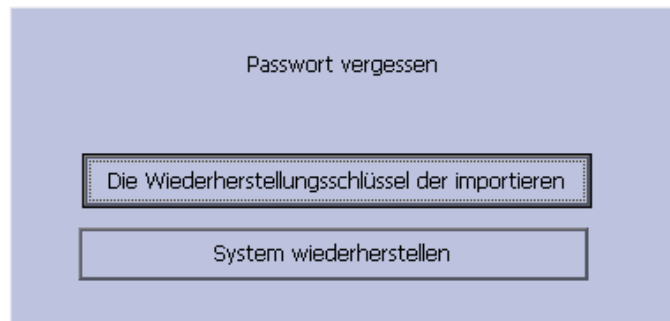 Passwort vergessen
Die Wiederherstellungsschlüssel der importieren
System wiederherstellen